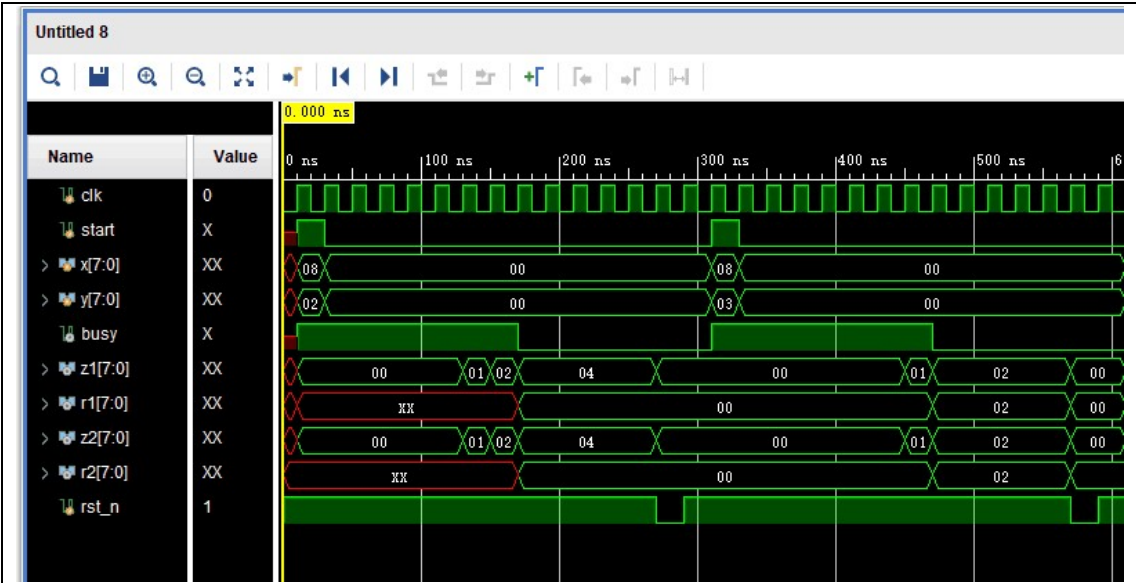 Untitled 8
0.000 ns
Name Value 0 ns 100 ns 200 ns 300 ns 400 ns 500 ns 6
clk 0
start X
x[7:0] XX 08 00 08 00
y[7:0] XX 02 00 03 00
busy X
z1[7:0] XX 00 01 02 04 00 01 02 00
r1[7:0] XX XX 00 02 00
z2[7:0] XX 00 01 02 04 00 01 02 00
r2[7:0] XX XX 00 02
rst_n 1